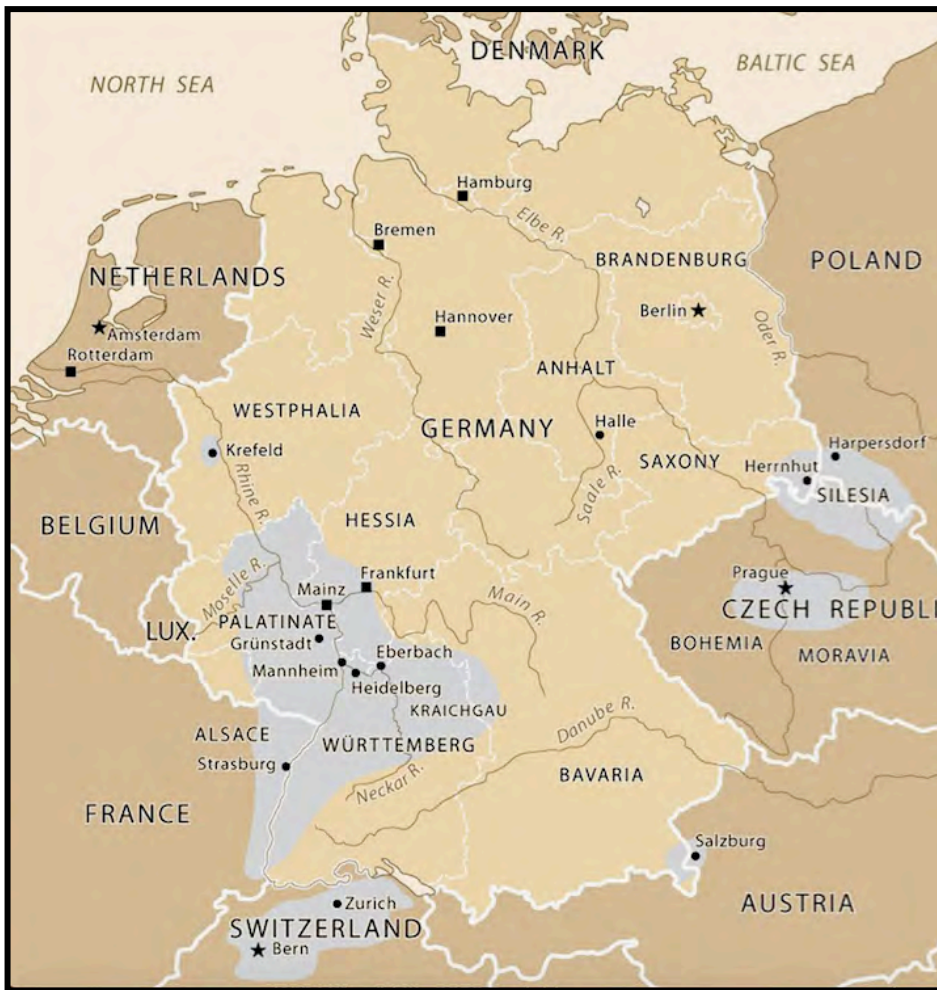 DENMARK
NORTH SEA
BALTIC SEA
Hamburg
Elbe R.
Bremen
BRANDENBURG
POLAND
NETHERLANDS
Weser R.
Berlin
Oder R.
Amsterdam
Hannover
Rotterdam
ANHALT
WESTPHALIA
GERMANY
Halle
Harpersdorf
Krefeld
SAXONY
Herrnhut
Rhine R.
Saale R.
SILESIA
BELGIUM
HESSIA
Moselle R.
Frankfurt
Prague
Mainz
Main R.
CZECH REPUBL
LUX.
PALATINATE
Grünstadt
BOHEMIA
Eberbach
MORAVIA
Mannheim
Heidelberg
KRAICHGAU
ALSACE
Danube R.
WÜRTTEMBERG
Strasburg
Neckar R.
BAVARIA
FRANCE
Salzburg
Zurich
AUSTRIA
SWITZERLAND
Bern